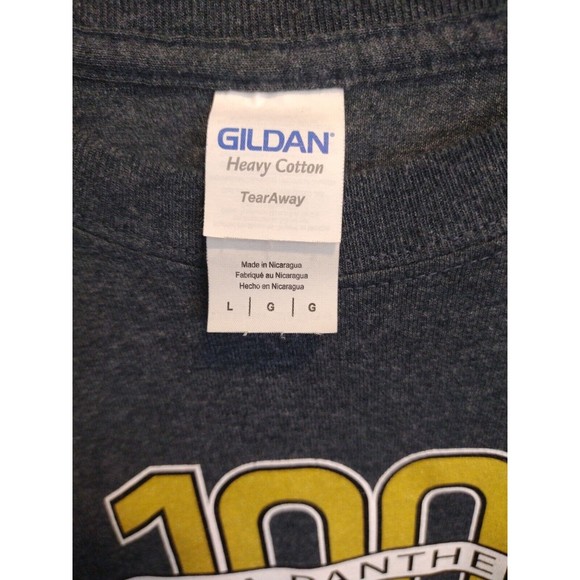 GILDAN®
Heavy Cotton
TearAway
Made in Nicaragua
Fabriqué au Nicaragua
Hecho en Nicaragua
L | G | G
100